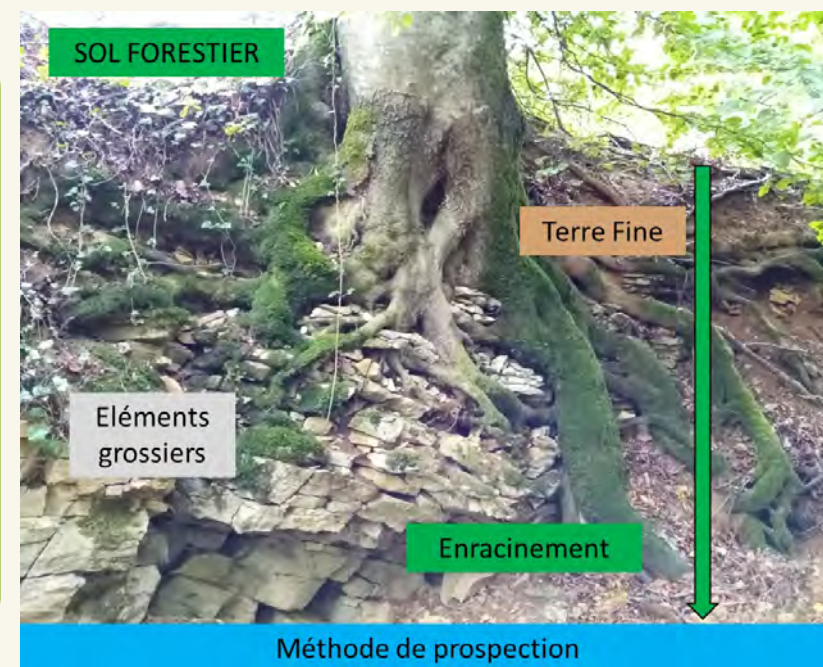 SOL FORESTIER
Terre Fine
Eléments
grossiers
Enracinement
Méthode de prospection